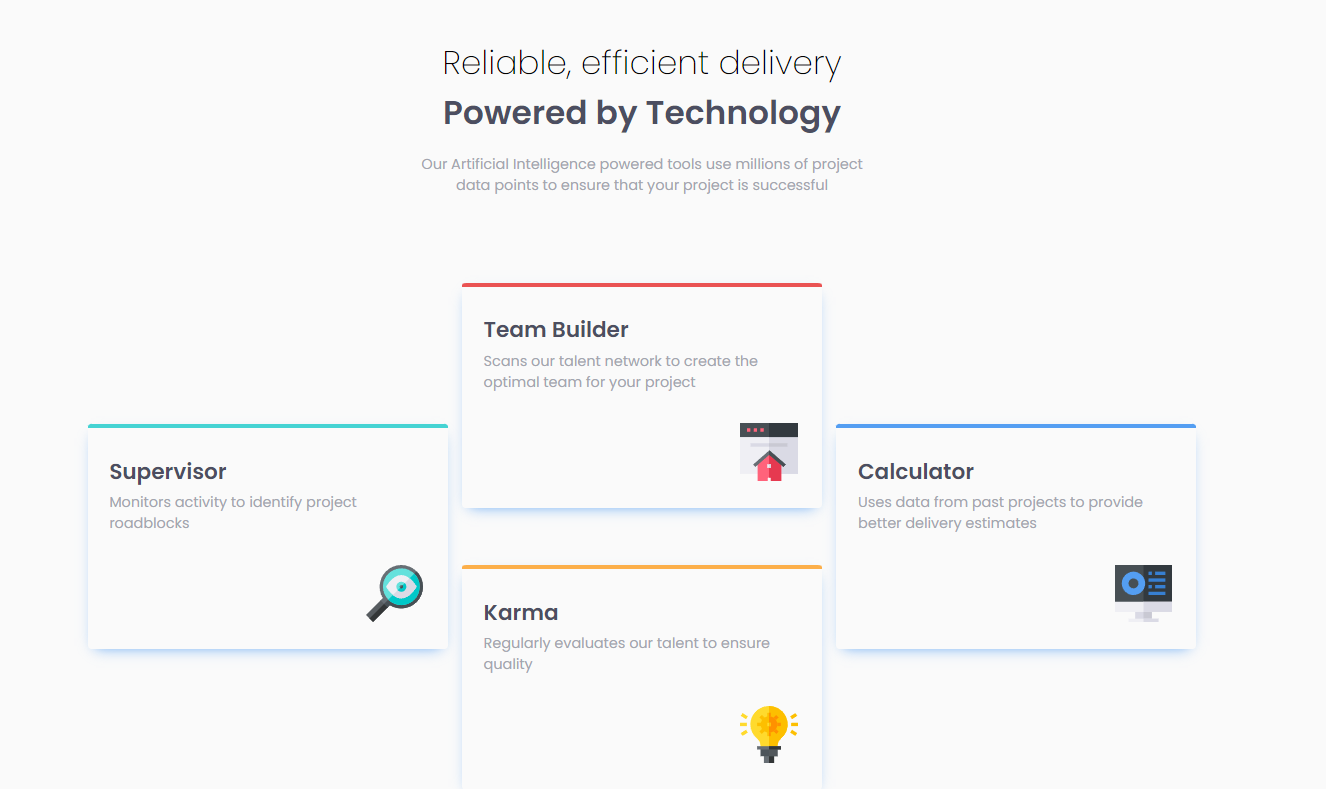 Reliable, efficient delivery
Powered by Technology
Our Artificial Intelligence powered tools use millions of project
data points to ensure that your project is successful
Team Builder
Scans our talent network to create the
optimal team for your project
Supervisor
Monitors activity to identify project
roadblocks
Calculator
Uses data from past projects to provide
better delivery estimates
Karma
Regularly evaluates our talent to ensure
quality